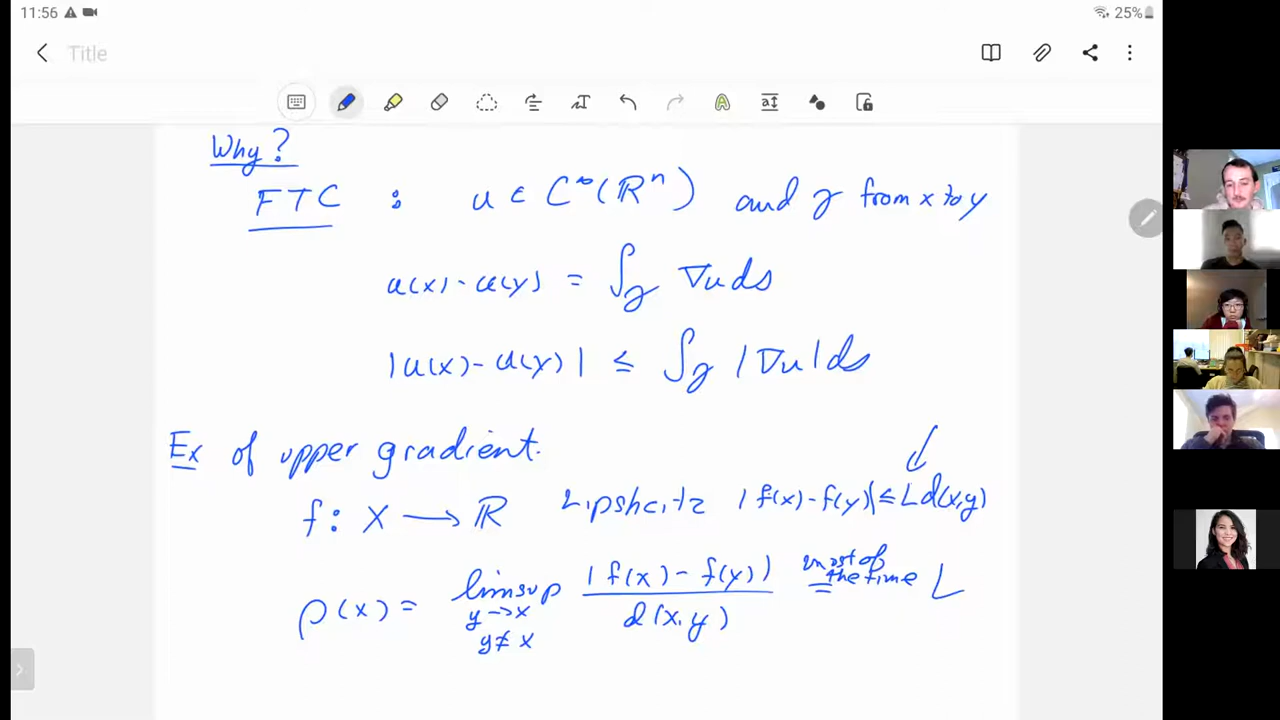 11:56
25%
Title
Why?
FTC : u ∈ C^∞(ℝ^n) and γ from x to y
u(x) - u(y) = ∫_γ ∇u ds
|u(x) - u(y)| ≤ ∫_γ |∇u| ds
Ex of upper gradient.
f: X → ℝ Lipshcitz |f(x) - f(y)| ≤ L d(x,y)
ρ(x) = limsup_{y→x, y≠x} |f(x) - f(y)| / d(x,y) = most of the time L